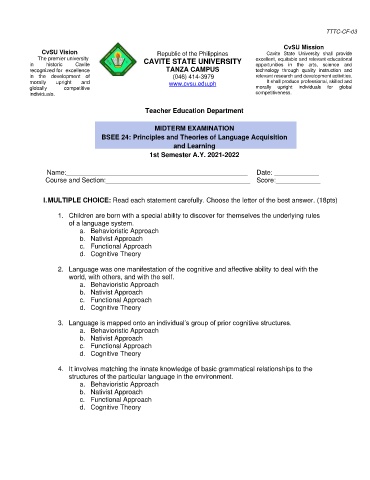 TTTC-CF-03
CvSU Vision
The premier university
in historic Cavite
recognized for excellence
in the development of
morally upright and
globally competitive
individuals.
Republic of the Philippines
CAVITE STATE UNIVERSITY
TANZA CAMPUS
(046) 414-3979
www.cvsu.edu.ph
CvSU Mission
Cavite State University shall provide
excellent, equitable and relevant educational
opportunities in the arts, science and
technology through quality instruction and
relevant research and development activities.
It shall produce professional, skilled and
morally upright individuals for global
competitiveness.
Teacher Education Department
MIDTERM EXAMINATION
BSEE 24: Principles and Theories of Language Acquisition
and Learning
1st Semester A.Y. 2021-2022
Name: Date:
Course and Section: Score:
I.MULTIPLE CHOICE: Read each statement carefully. Choose the letter of the best answer. (18pts)
1. Children are born with a special ability to discover for themselves the underlying rules
of a language system.
a. Behavioristic Approach
b. Nativist Approach
c. Functional Approach
d. Cognitive Theory
2. Language was one manifestation of the cognitive and affective ability to deal with the
world, with others, and with the self.
a. Behavioristic Approach
b. Nativist Approach
c. Functional Approach
d. Cognitive Theory
3. Language is mapped onto an individual's group of prior cognitive structures.
a. Behavioristic Approach
b. Nativist Approach
c. Functional Approach
d. Cognitive Theory
4. It involves matching the innate knowledge of basic grammatical relationships to the
structures of the particular language in the environment.
a. Behavioristic Approach
b. Nativist Approach
c. Functional Approach
d. Cognitive Theory